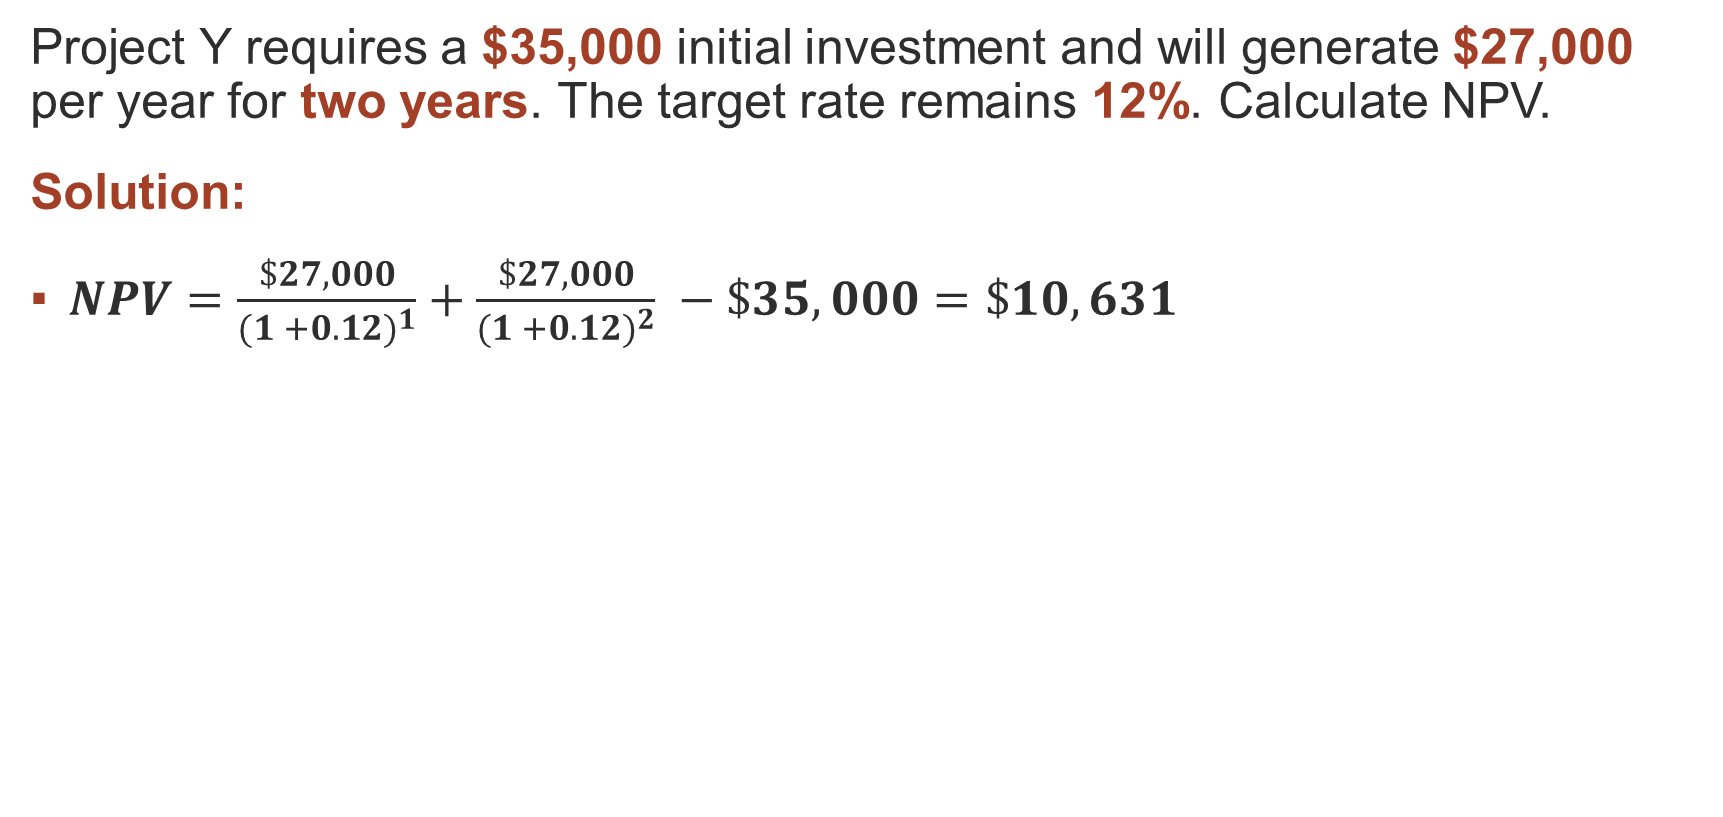 Project Y requires a $35,000 initial investment and will generate $27,000
per year for two years. The target rate remains 12%. Calculate NPV.
Solution:
▪ NPV = $27,000/(1 +0.12)^1 + $27,000/(1 +0.12)^2 − $35,000 = $10,631